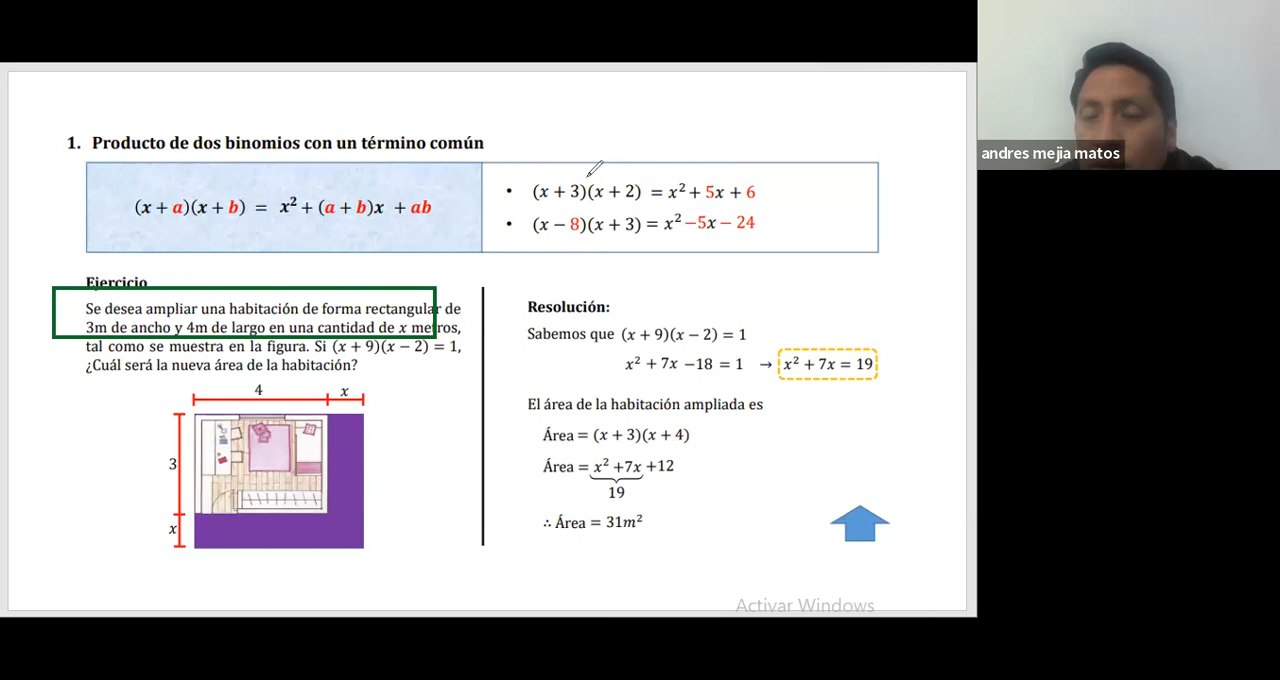 1. Producto de dos binomios con un término común
(x + a)(x + b) = x² + (a + b)x + ab
• (x + 3)(x + 2) = x² + 5x + 6
• (x − 8)(x + 3) = x² −5x − 24
Ejercicio
Se desea ampliar una habitación de forma rectangular de
3m de ancho y 4m de largo en una cantidad de x metros,
tal como se muestra en la figura. Si (x + 9)(x − 2) = 1,
¿Cuál será la nueva área de la habitación?
4
x
3
x
Resolución:
Sabemos que (x + 9)(x − 2) = 1
x² + 7x −18 = 1 → x² + 7x = 19
El área de la habitación ampliada es
Área = (x + 3)(x + 4)
Área = x² +7x +12
19
∴ Área = 31m²
Activar Windows
andres mejia matos